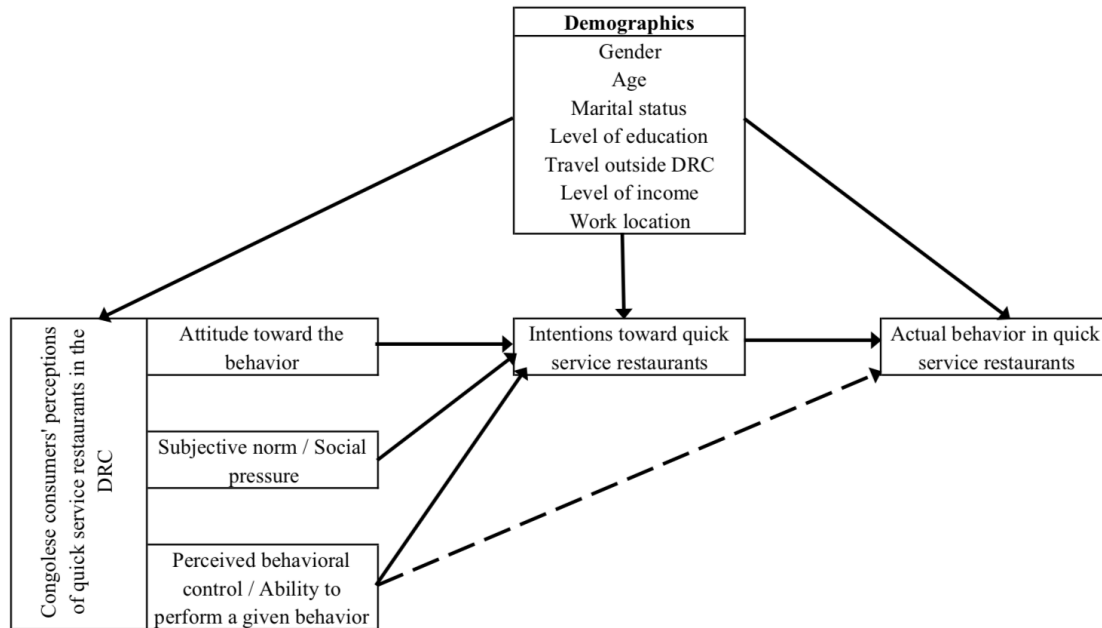 Demographics
Gender
Age
Marital status
Level of education
Travel outside DRC
Level of income
Work location
Congolese consumers' perceptions
of quick service restaurants in the
DRC
Attitude toward the
behavior
Intentions toward quick
service restaurants
Actual behavior in quick
service restaurants
Subjective norm / Social
pressure
Perceived behavioral
control / Ability to
perform a given behavior